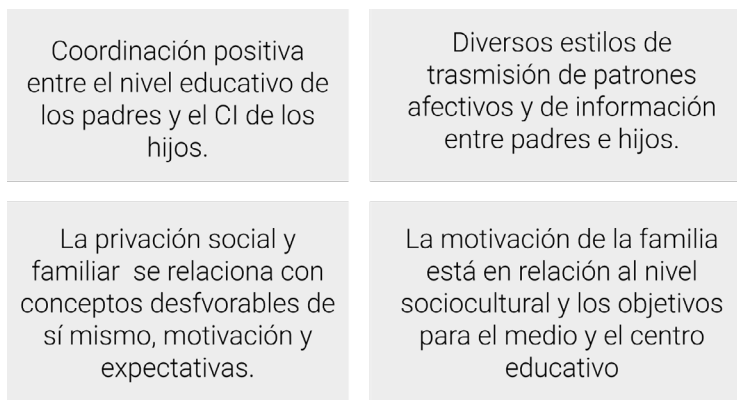 Coordinación positiva
entre el nivel educativo de
los padres y el CI de los
hijos.
Diversos estilos de
trasmisión de patrones
afectivos y de información
entre padres e hijos.
La privación social y
familiar se relaciona con
conceptos desfvorables de
sí mismo, motivación y
expectativas.
La motivación de la familia
está en relación al nivel
sociocultural y los objetivos
para el medio y el centro
educativo